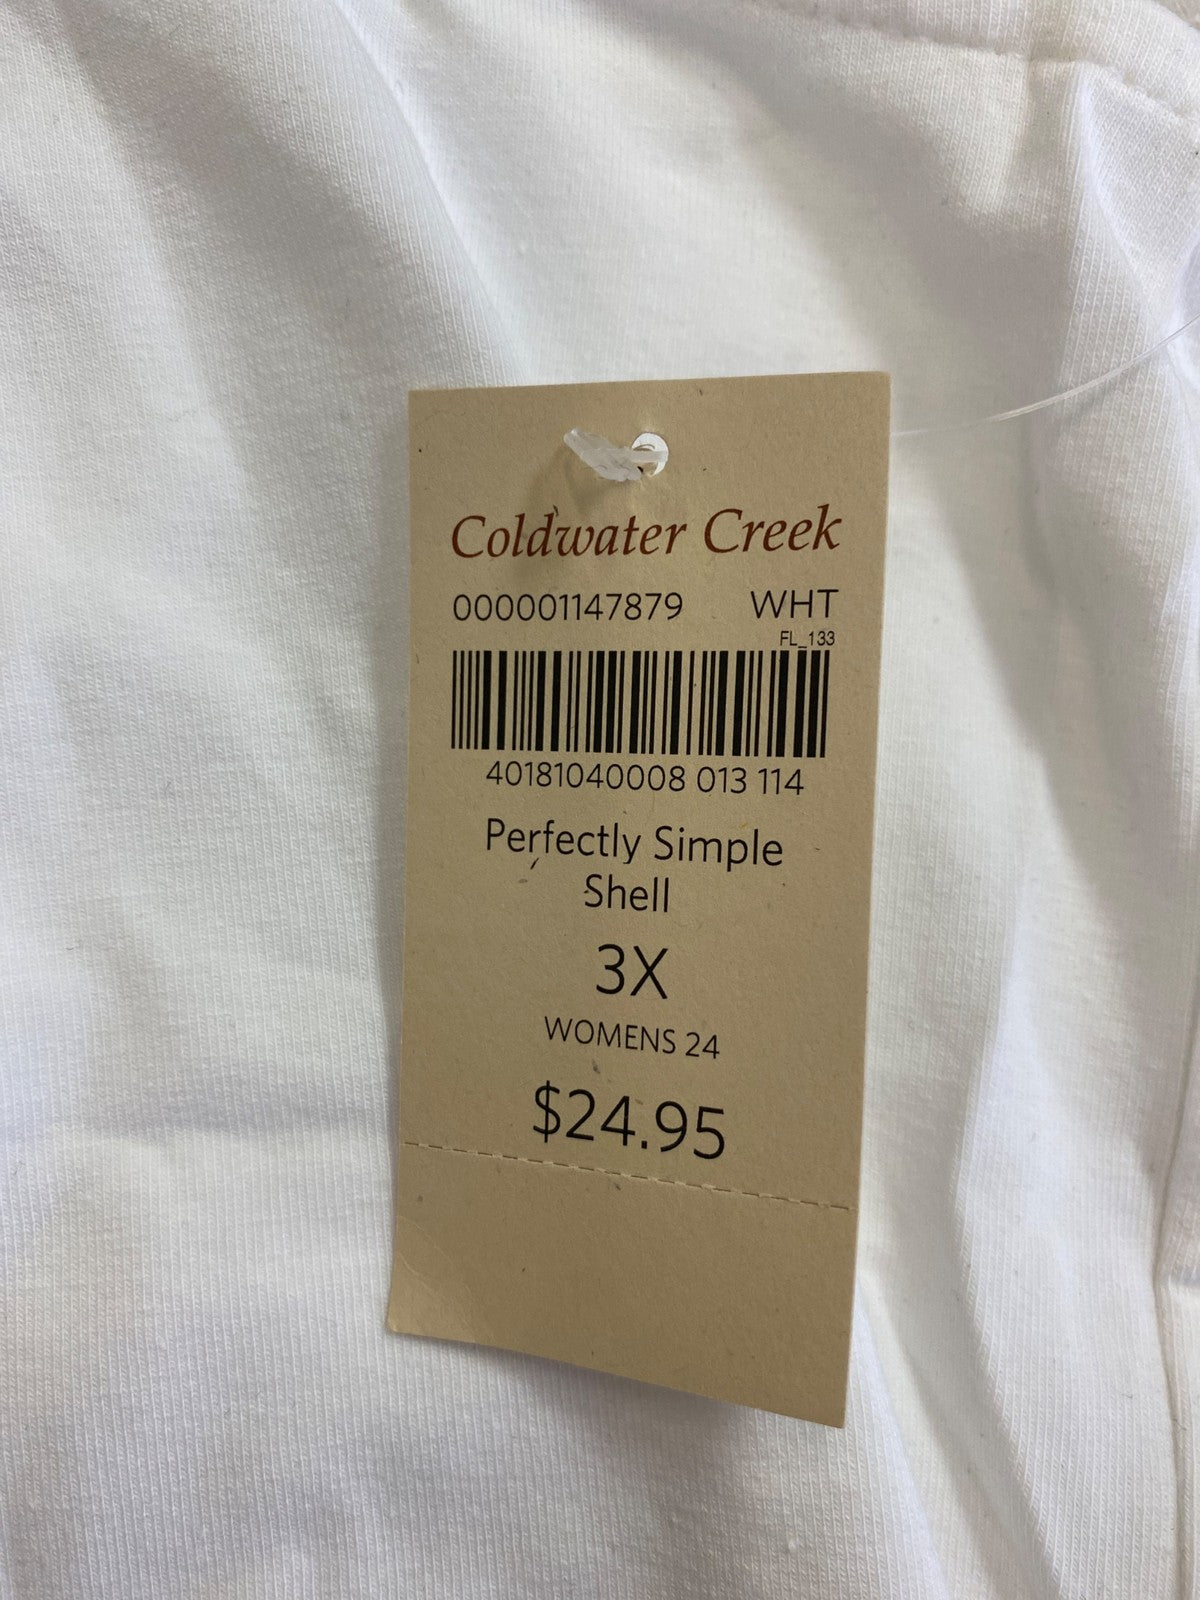 Coldwater Creek
000001147879 WHT
FL_133
40181040008 013 114
Perfectly Simple
Shell
3X
WOMENS 24
$24.95